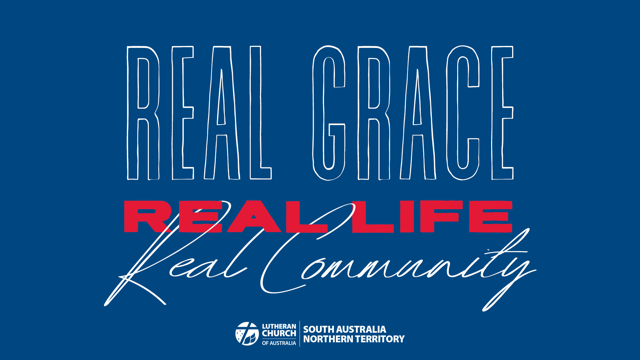 REAL GRACE
REAL LIFE
Real Community
LUTHERAN
CHURCH
OF AUSTRALIA
SOUTH AUSTRALIA
NORTHERN TERRITORY